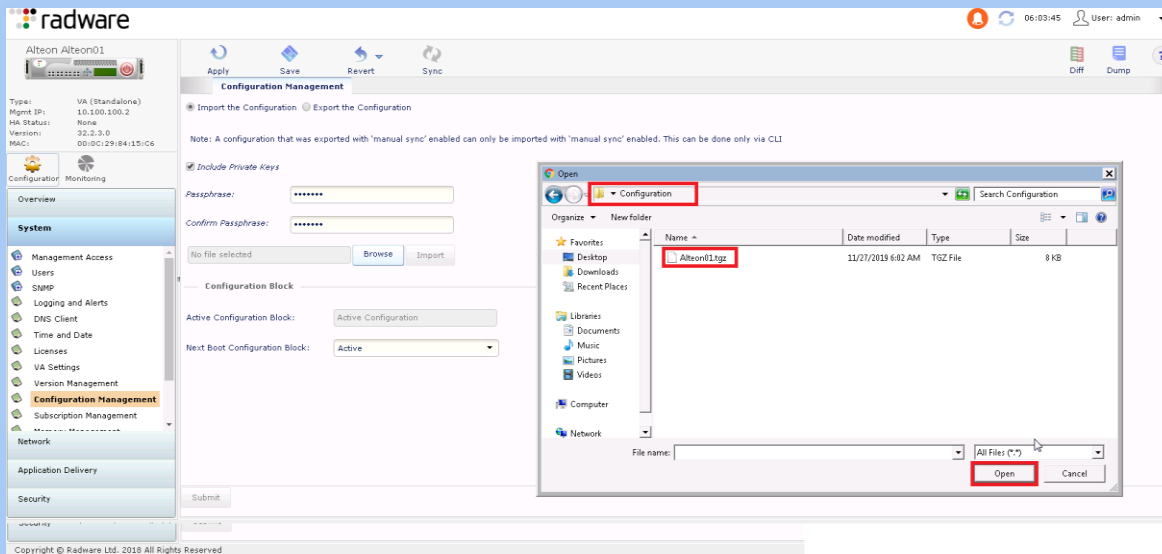 radware
06:03:45 User: admin
Alteon Alteon01
Apply Save Revert Sync Diff Dump
Configuration Management
Type: VA (Standalone)
Mgmt IP: 10.100.100.2
HA Status: None
Version: 32.2.3.0
MAC: 00:0C:29:84:15:C6
Configuration Monitoring
Overview
System
Management Access
Users
SNMP
Logging and Alerts
DNS Client
Time and Date
Licenses
VA Settings
Version Management
Configuration Management
Subscription Management
Memory Management
Network
Application Delivery
Security
Import the Configuration Export the Configuration
Note: A configuration that was exported with 'manual sync' enabled can only be imported with 'manual sync' enabled. This can be done only via CLI
Include Private Keys
Passphrase: •••••••
Confirm Passphrase: •••••••
No file selected Browse Import
Configuration Block
Active Configuration Block: Active Configuration
Next Boot Configuration Block: Active
Submit
Open
Configuration Search Configuration
Organize New folder
Favorites
Desktop
Downloads
Recent Places
Libraries
Documents
Music
Pictures
Videos
Computer
Network
Name Date modified Type Size
Alteon01.tgz 11/27/2019 6:02 AM TGZ File 8 KB
File name: All Files (*.*)
Open Cancel
Copyright © Radware Ltd. 2018 All Rights Reserved